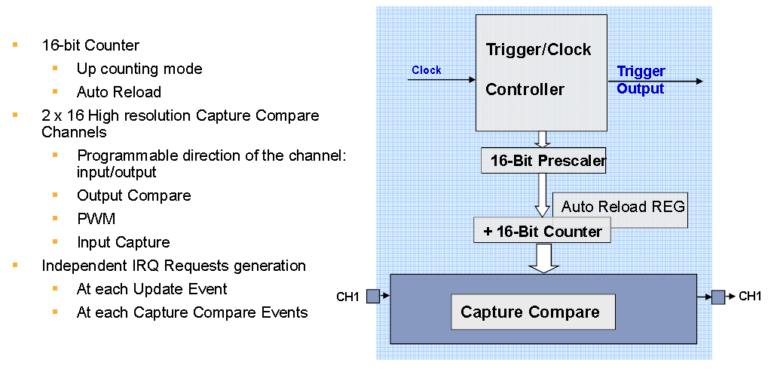 16-bit Counter
Up counting mode
Auto Reload
2 x 16 High resolution Capture Compare
Channels
Programmable direction of the channel:
input/output
Output Compare
PWM
Input Capture
Independent IRQ Requests generation
At each Update Event
At each Capture Compare Events
Clock
Trigger/Clock
Controller
Trigger
Output
16-Bit Prescaler
Auto Reload REG
+ 16-Bit Counter
CH1
Capture Compare
CH1